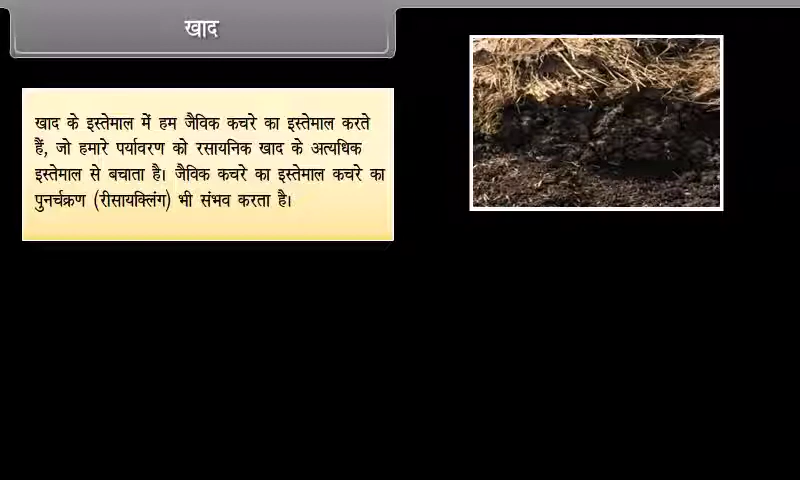 खाद
खाद के इस्तेमाल में हम जैविक कचरे का इस्तेमाल करते
हैं, जो हमारे पर्यावरण को रसायनिक खाद के अत्यधिक
इस्तेमाल से बचाता है। जैविक कचरे का इस्तेमाल कचरे का
पुनर्चक्रण (रीसायक्लिंग) भी संभव करता है।